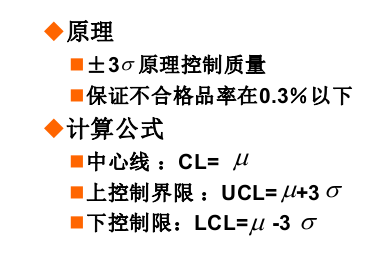 原理
±3σ原理控制质量
保证不合格品率在0.3%以下
计算公式
中心线：CL= μ
上控制界限：UCL=μ+3σ
下控制限：LCL=μ -3 σ